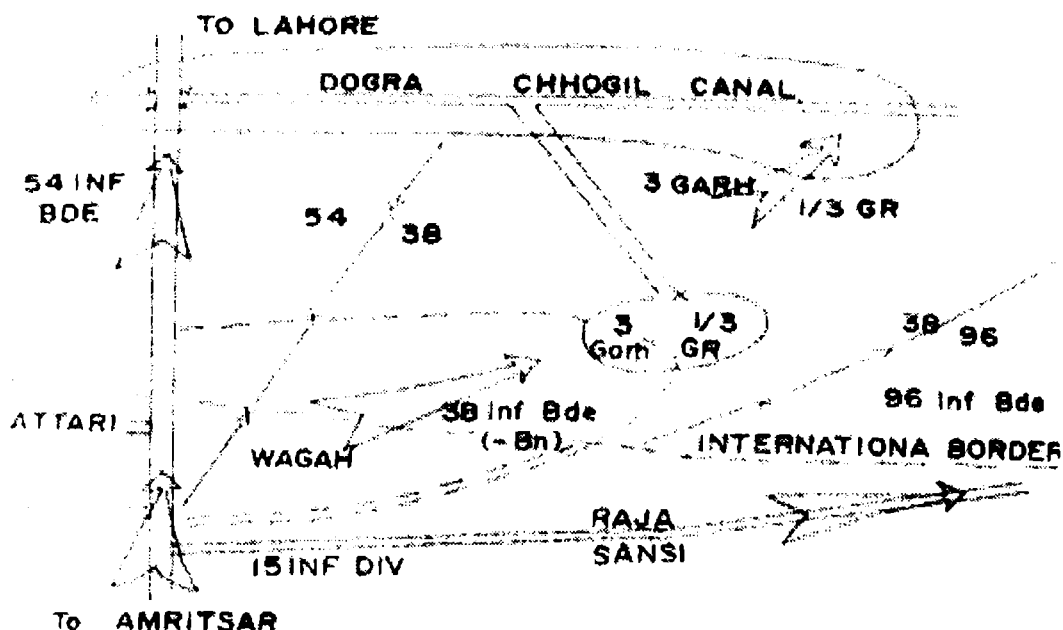 TO LAHORE
DOGRA CHHOGIL CANAL
54 INF
BDE
3 GARH
1/3 GR
54
38
3
Garh
1/3
GR
38
96
ATTARI
38 Inf Bde
(-Bn)
96 Inf Bde
WAGAH
INTERNATIONA BORDER
RAJA
SANSI
15 INF DIV
To AMRITSAR